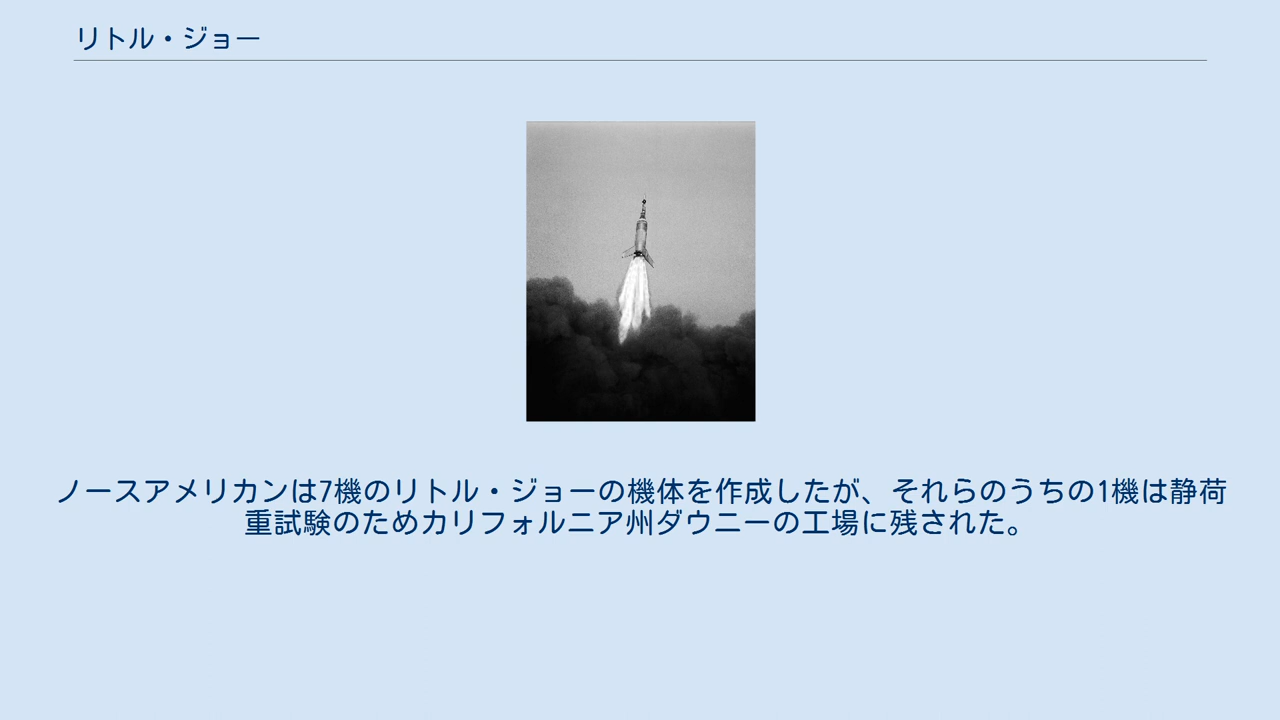 リトル・ジョー
ノースアメリカンは7機のリトル・ジョーの機体を作成したが、それらのうちの1機は静荷
重試験のためカリフォルニア州ダウニーの工場に残された。